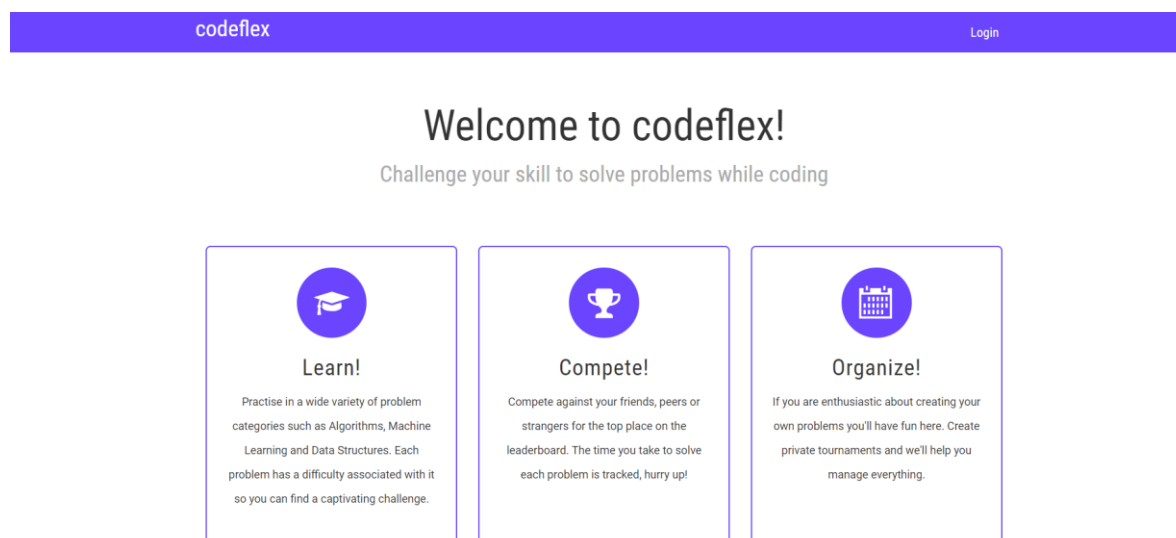 codeflex
Login
Welcome to codeflex!
Challenge your skill to solve problems while coding
Learn!
Practise in a wide variety of problem
categories such as Algorithms, Machine
Learning and Data Structures. Each
problem has a difficulty associated with it
so you can find a captivating challenge.
Compete!
Compete against your friends, peers or
strangers for the top place on the
leaderboard. The time you take to solve
each problem is tracked, hurry up!
Organize!
If you are enthusiastic about creating your
own problems you'll have fun here. Create
private tournaments and we'll help you
manage everything.